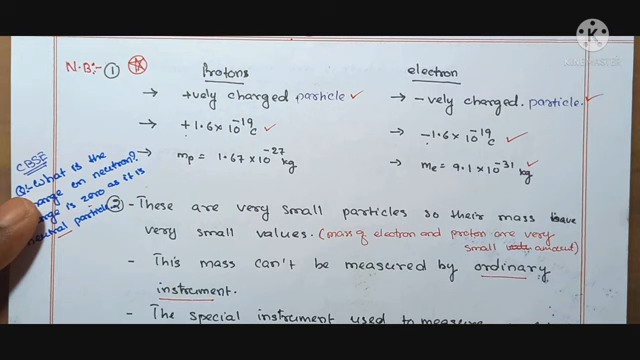 K
KINEMASTER
N.B:- ①
Protons
→ +vely charged particle ✓
→ +1.6 × 10⁻¹⁹ C ✓
→ mp = 1.67 × 10⁻²⁷ kg
electron
→ -vely charged. particle. ✓
→ -1.6 × 10⁻¹⁹ C ✓
→ me = 9.1 × 10⁻³¹ kg ✓
CBSE
Q:- What is the
charge on neutron?
is zero as it is
neutral particle
② - These are very small particles so their mass have
very small values. (mass of electron and proton are very
small amount)
- This mass can't be measured by ordinary
instrument.
- The special instrument used to measure